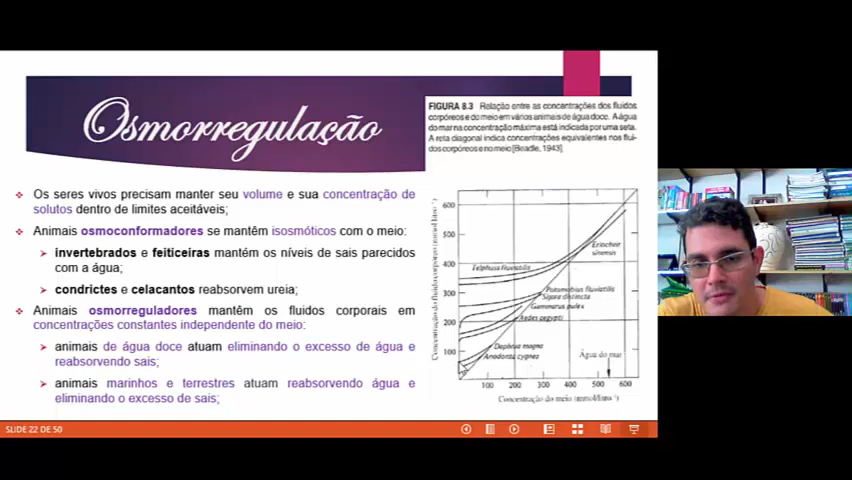 Osmorregulação
FIGURA 8.3 Relação entre as concentrações dos fluidos
corpóreos e do meio em vários animais de água doce. A água
do mar na concentração máxima está indicada por uma seta.
A reta diagonal indica concentrações equivalentes nos flui-
dos corpóreos e no meio [Beadle, 1943].
Os seres vivos precisam manter seu volume e sua concentração de
solutos dentro de limites aceitáveis;
Animais osmoconformadores se mantêm isosmóticos com o meio:
invertebrados e feiticeiras mantém os níveis de sais parecidos
com a água;
condrictes e celacantos reabsorvem ureia;
Animais osmorreguladores mantêm os fluidos corporais em
concentrações constantes independente do meio:
animais de água doce atuam eliminando o excesso de água e
reabsorvendo sais;
animais marinhos e terrestres atuam reabsorvendo água e
eliminando o excesso de sais;
Concentração do fluidos corpóreo
600
500
400
300
200
100
Eriocheir
sinensis
Telphusa fluviatilis
Potamobius fluviatilis
Sigara distincta
Gammarus pulex
Aedes aegypti
Daphnia magna
Anodonta cygnea
Água do mar
100 200 300 400 500 600
Concentração do meio
SLIDE 22 DE 50